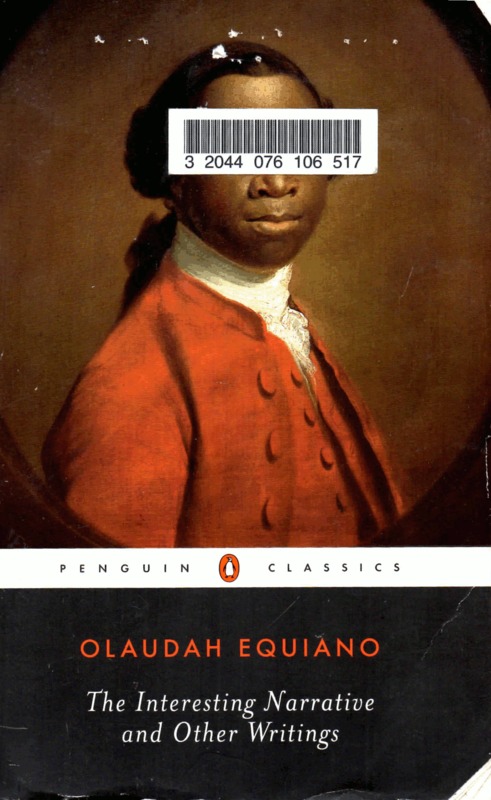 3 2044 076 106 517
PENGUIN CLASSICS
OLAUDAH EQUIANO
The Interesting Narrative
and Other Writings